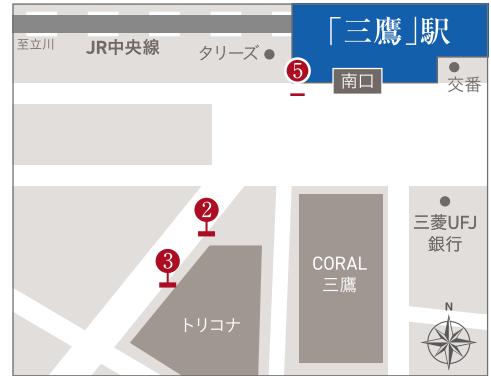 「三鷹」駅
至立川
JR中央線
タリーズ
5
南口
交番
2
三菱UFJ
銀行
3
CORAL
三鷹
トリコナ
N